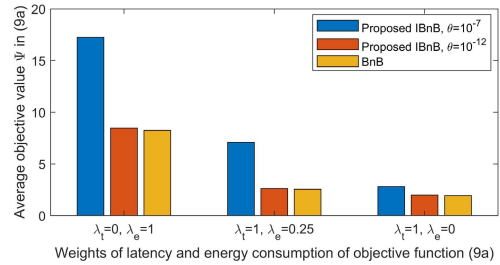 20
15
10
5
0
Average objective value Ψ in (9a)
Proposed IBnB, θ=10⁻⁷
Proposed IBnB, θ=10⁻¹²
BnB
λₜ=0, λₑ=1
λₜ=1, λₑ=0.25
λₜ=1, λₑ=0
Weights of latency and energy consumption of objective function (9a)